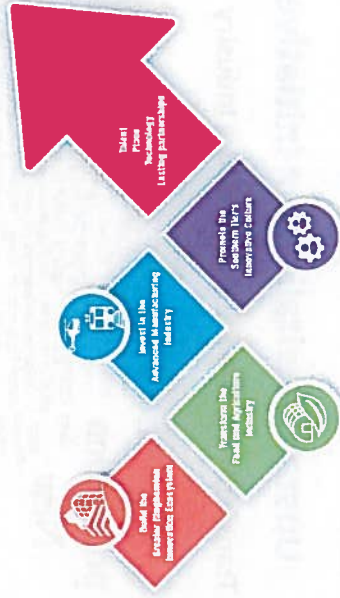 Build the
Greater Binghamton
Innovation Ecosystem
Transform the
Food and Agriculture
Industry
Invest in the
Advanced Manufacturing
Industry
Promote the
Southern Tier's
Innovative Culture
Talent
Place
Technology
Lasting partnerships